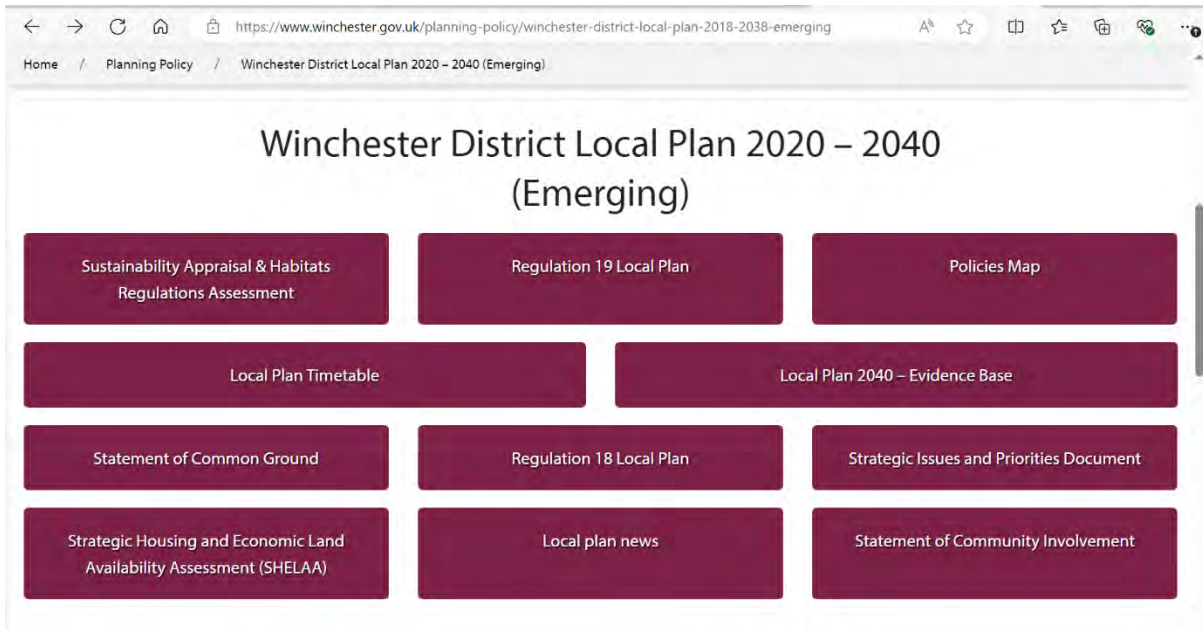 https://www.winchester.gov.uk/planning-policy/winchester-district-local-plan-2018-2038-emerging
Home / Planning Policy / Winchester District Local Plan 2020 – 2040 (Emerging)
Winchester District Local Plan 2020 – 2040
(Emerging)
Sustainability Appraisal & Habitats
Regulations Assessment
Regulation 19 Local Plan
Policies Map
Local Plan Timetable
Local Plan 2040 – Evidence Base
Statement of Common Ground
Regulation 18 Local Plan
Strategic Issues and Priorities Document
Strategic Housing and Economic Land
Availability Assessment (SHELAA)
Local plan news
Statement of Community Involvement